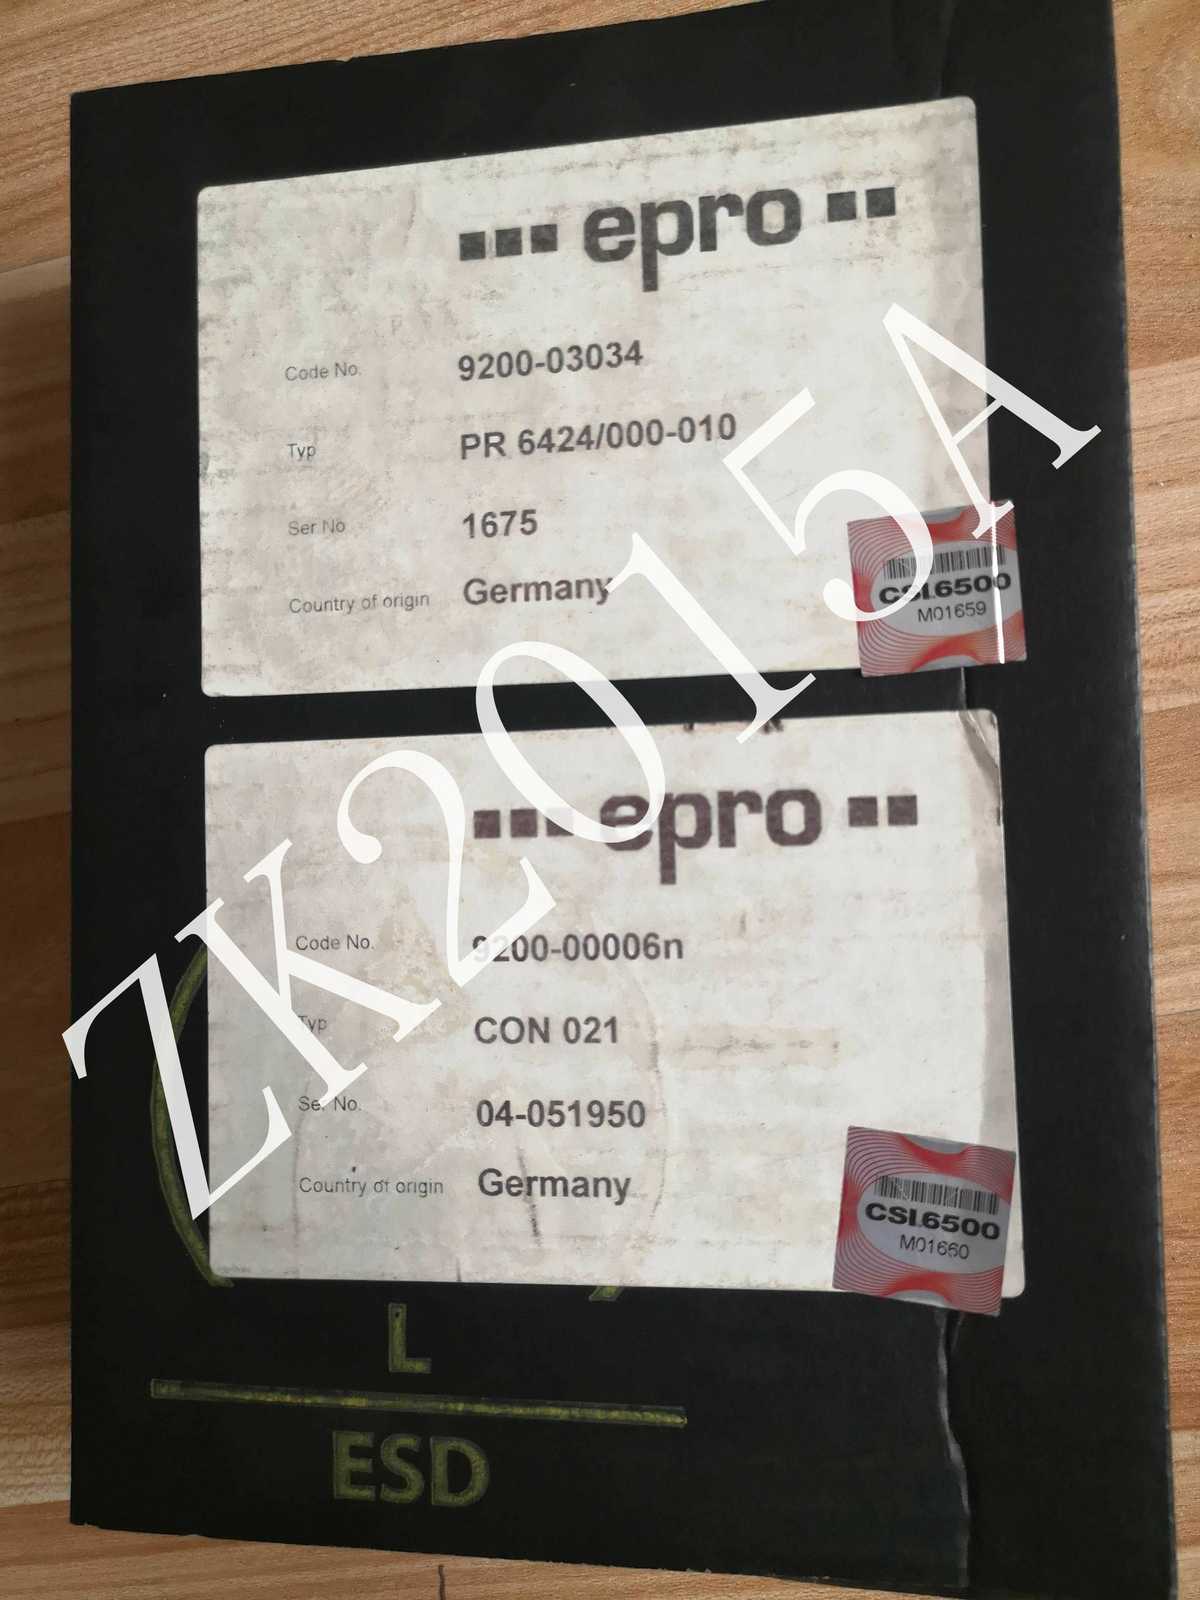 epro
Code No. 9200-03034
Typ PR 6424/000-010
Ser No 1675
Country of origin Germany
CSI.6500
M01659
epro
Code No. 9200-00006n
Typ CON 021
Ser No. 04-051950
Country of origin Germany
CSI.6500
M01660
L
ESD
ZK2015A